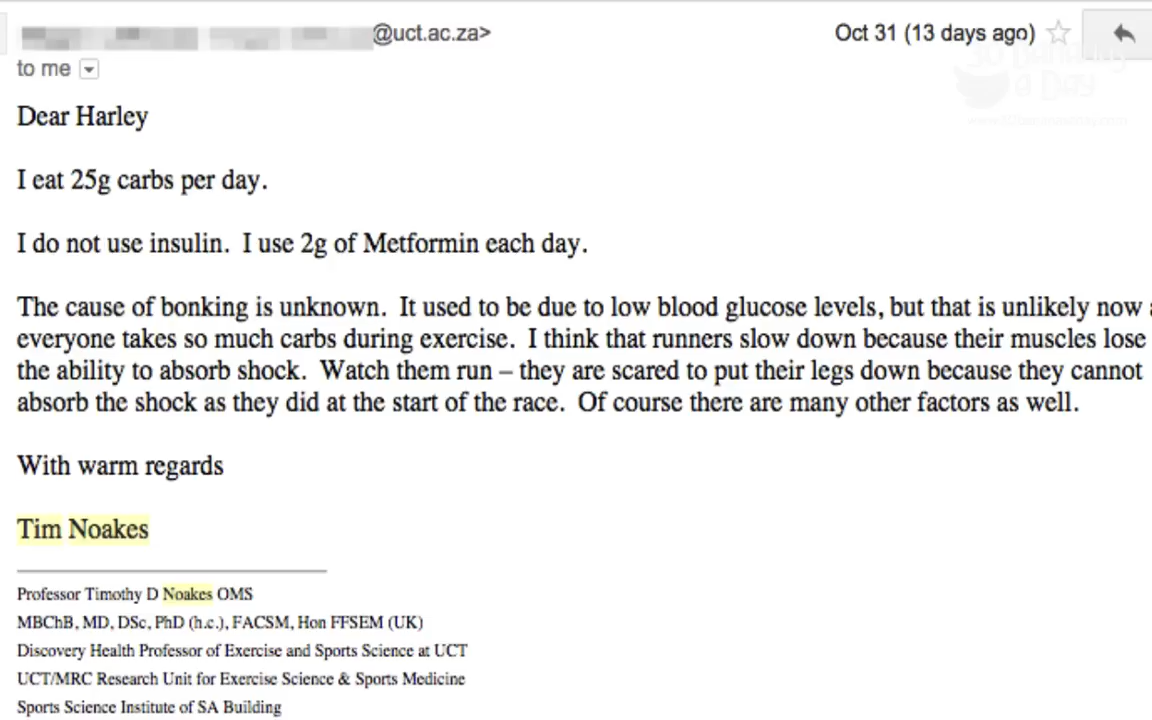 @uct.ac.za>
Oct 31 (13 days ago)
to me
Dear Harley
I eat 25g carbs per day.
I do not use insulin. I use 2g of Metformin each day.
The cause of bonking is unknown. It used to be due to low blood glucose levels, but that is unlikely now
everyone takes so much carbs during exercise. I think that runners slow down because their muscles lose
the ability to absorb shock. Watch them run – they are scared to put their legs down because they cannot
absorb the shock as they did at the start of the race. Of course there are many other factors as well.
With warm regards
Tim Noakes
Professor Timothy D Noakes OMS
MBChB, MD, DSc, PhD (h.c.), FACSM, Hon FFSEM (UK)
Discovery Health Professor of Exercise and Sports Science at UCT
UCT/MRC Research Unit for Exercise Science & Sports Medicine
Sports Science Institute of SA Building